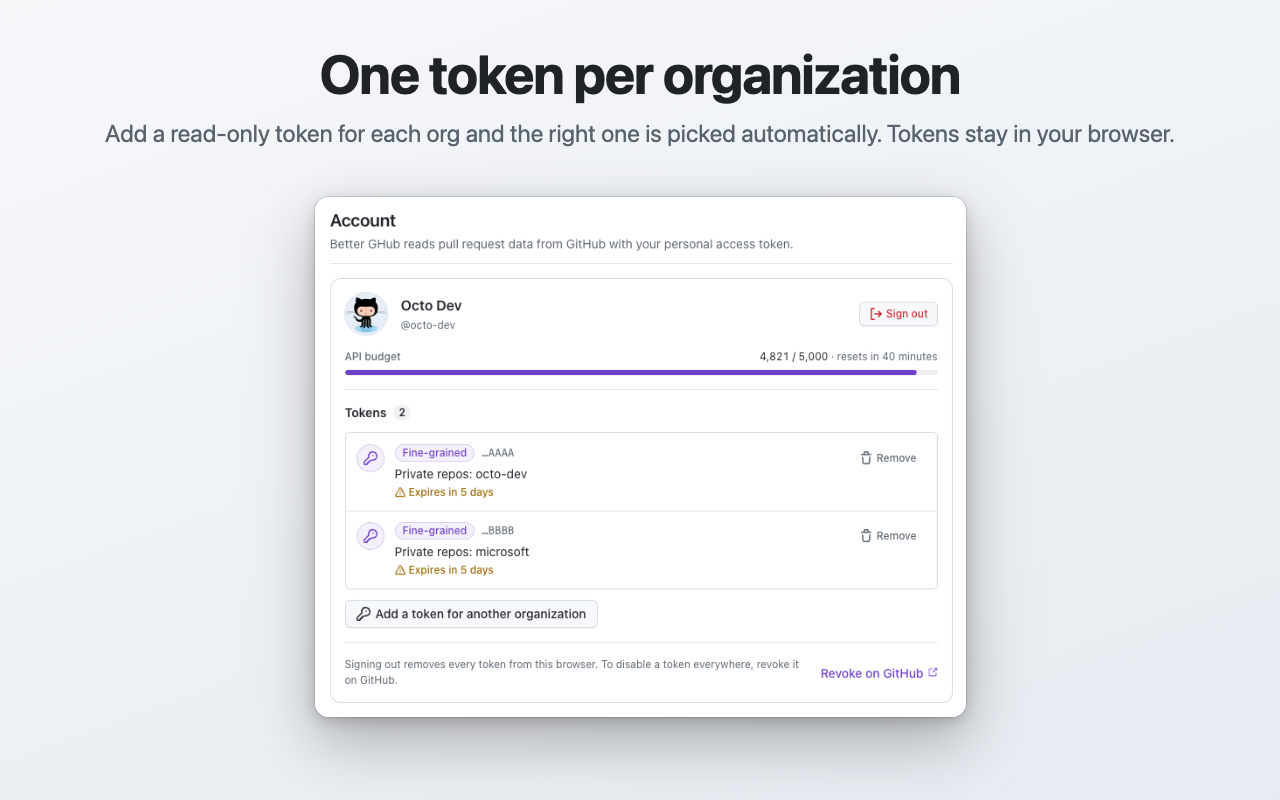 One token per organization
Add a read-only token for each org and the right one is picked automatically. Tokens stay in your browser.
Account
Better GHub reads pull request data from GitHub with your personal access token.
Octo Dev
@octo-dev
Sign out
API budget
4,821 / 5,000 · resets in 40 minutes
Tokens 2
Fine-grained …AAAA
Remove
Private repos: octo-dev
Expires in 5 days
Fine-grained …BBBB
Remove
Private repos: microsoft
Expires in 5 days
Add a token for another organization
Signing out removes every token from this browser. To disable a token everywhere, revoke it
on GitHub.
Revoke on GitHub